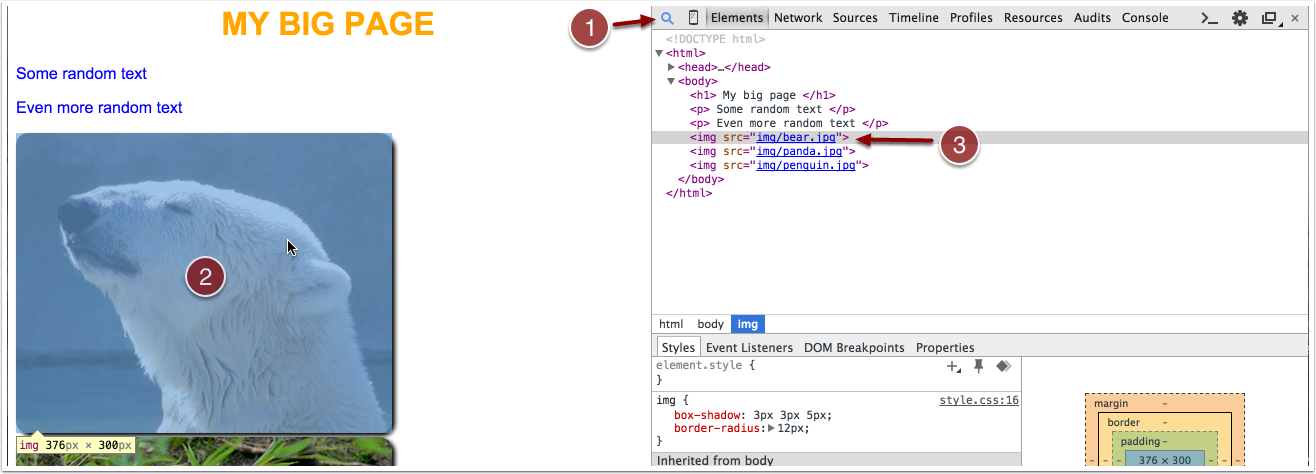 MY BIG PAGE
Some random text
Even more random text
2
img 376px × 300px
1
Elements Network Sources Timeline Profiles Resources Audits Console
<!DOCTYPE html>
<html>
<head>…</head>
<body>
<h1> My big page </h1>
<p> Some random text </p>
<p> Even more random text </p>
<img src="img/bear.jpg">
3
<img src="img/panda.jpg">
<img src="img/penguin.jpg">
</body>
</html>
html body img
Styles Event Listeners DOM Breakpoints Properties
element.style {
}
img { style.css:16
box-shadow: 3px 3px 5px;
border-radius: 12px;
}
Inherited from body
margin -
border -
padding -
- - - 376 × 300 - - -